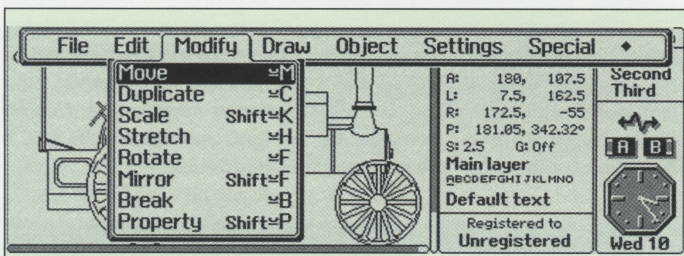 File Edit Modify Draw Object Settings Special ◆
Move ⩯M
Duplicate ⩯C
Scale Shift⩯K
Stretch ⩯H
Rotate ⩯F
Mirror Shift⩯F
Break ⩯B
Property Shift⩯P
A: 180, 107.5
L: 7.5, 162.5
R: 172.5, -55
P: 181.05, 342.32°
S: 2.5 G: Off
Main layer
ABCDEFGHIJKLMNO
Default text
Registered to
Unregistered
Second
Third
A B
Wed 10